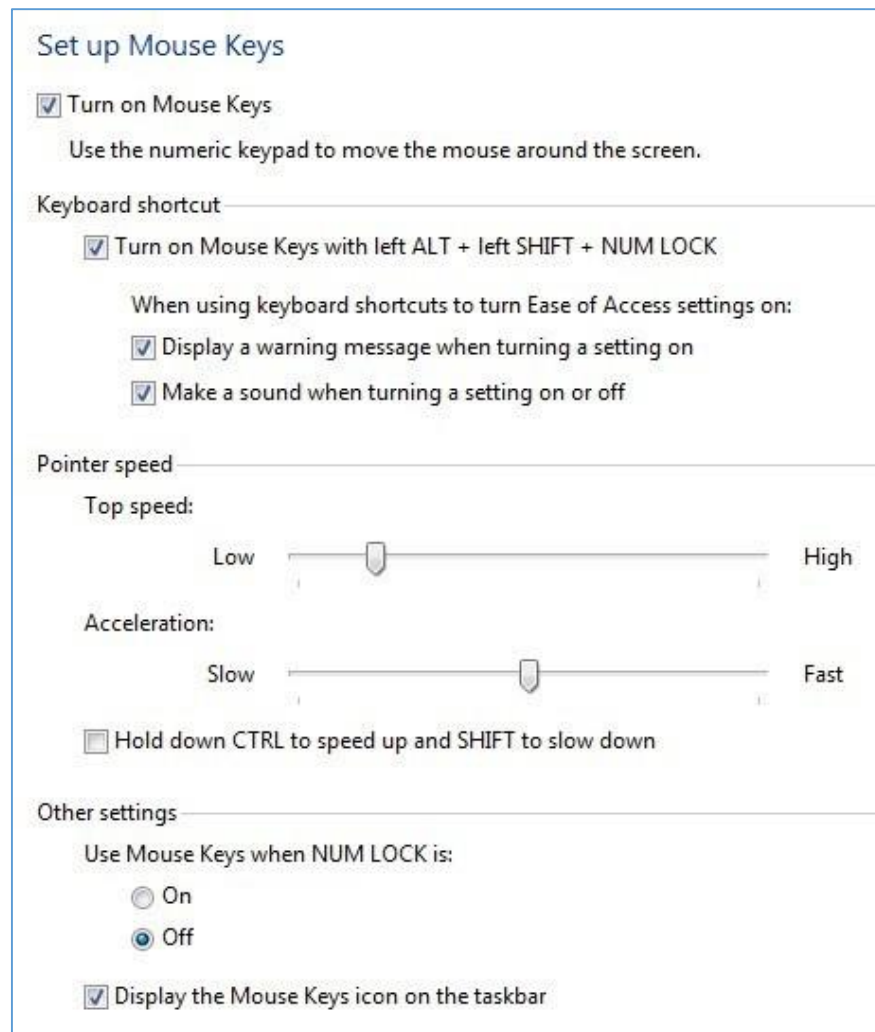 Set up Mouse Keys
Turn on Mouse Keys
Use the numeric keypad to move the mouse around the screen.
Keyboard shortcut
Turn on Mouse Keys with left ALT + left SHIFT + NUM LOCK
When using keyboard shortcuts to turn Ease of Access settings on:
Display a warning message when turning a setting on
Make a sound when turning a setting on or off
Pointer speed
Top speed:
Low High
Acceleration:
Slow Fast
Hold down CTRL to speed up and SHIFT to slow down
Other settings
Use Mouse Keys when NUM LOCK is:
On
Off
Display the Mouse Keys icon on the taskbar